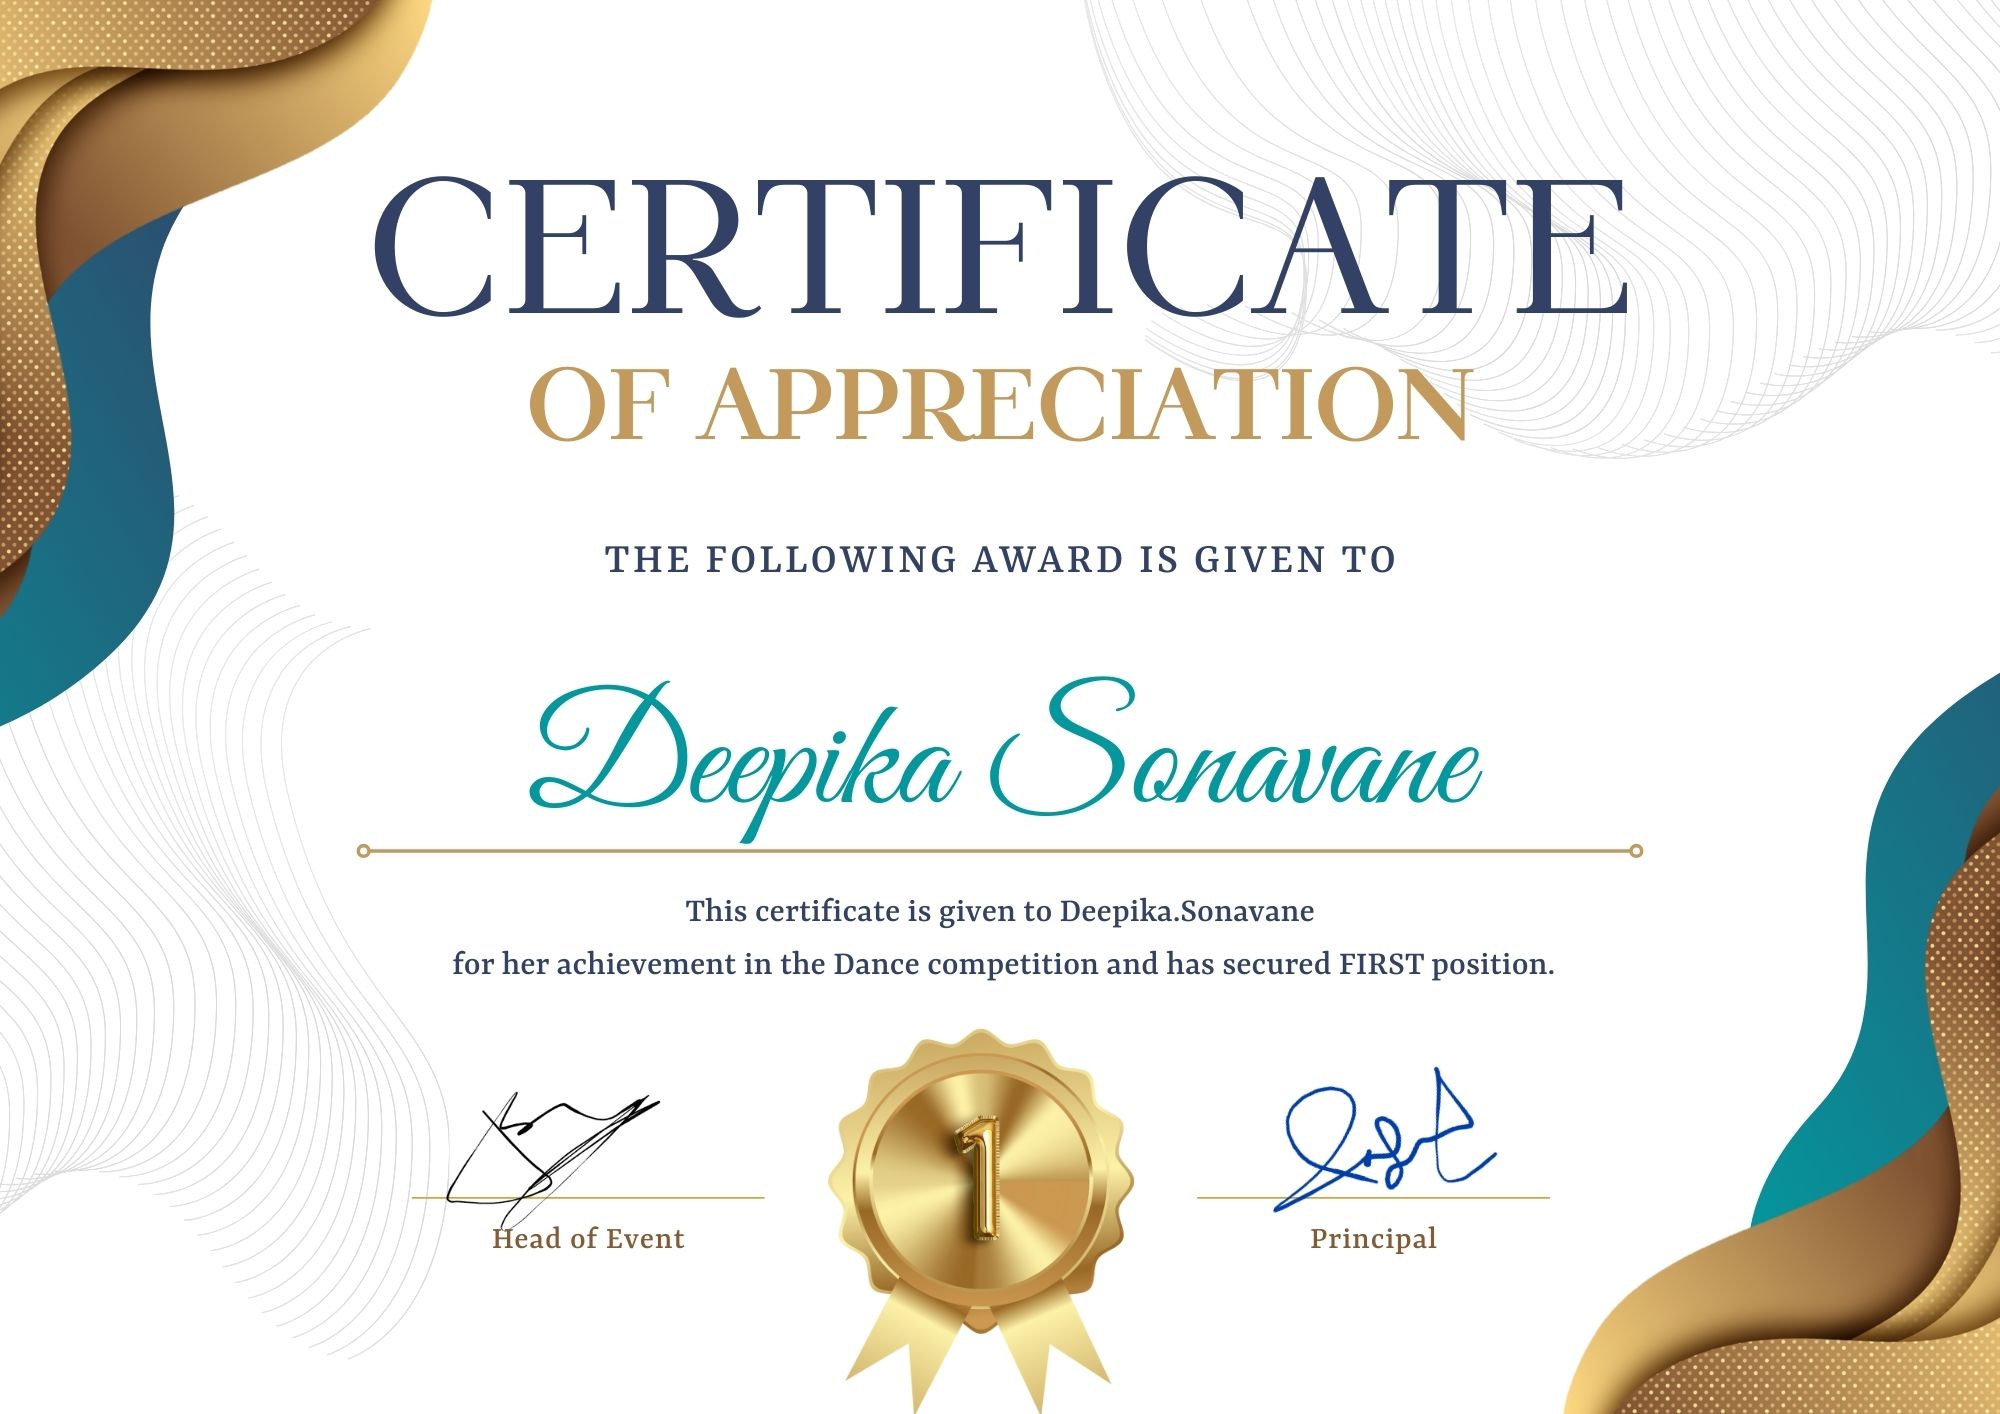 CERTIFICATE
OF APPRECIATION
THE FOLLOWING AWARD IS GIVEN TO
Deepika Sonavane
This certificate is given to Deepika.Sonavane
for her achievement in the Dance competition and has secured FIRST position.
1
Head of Event
Principal